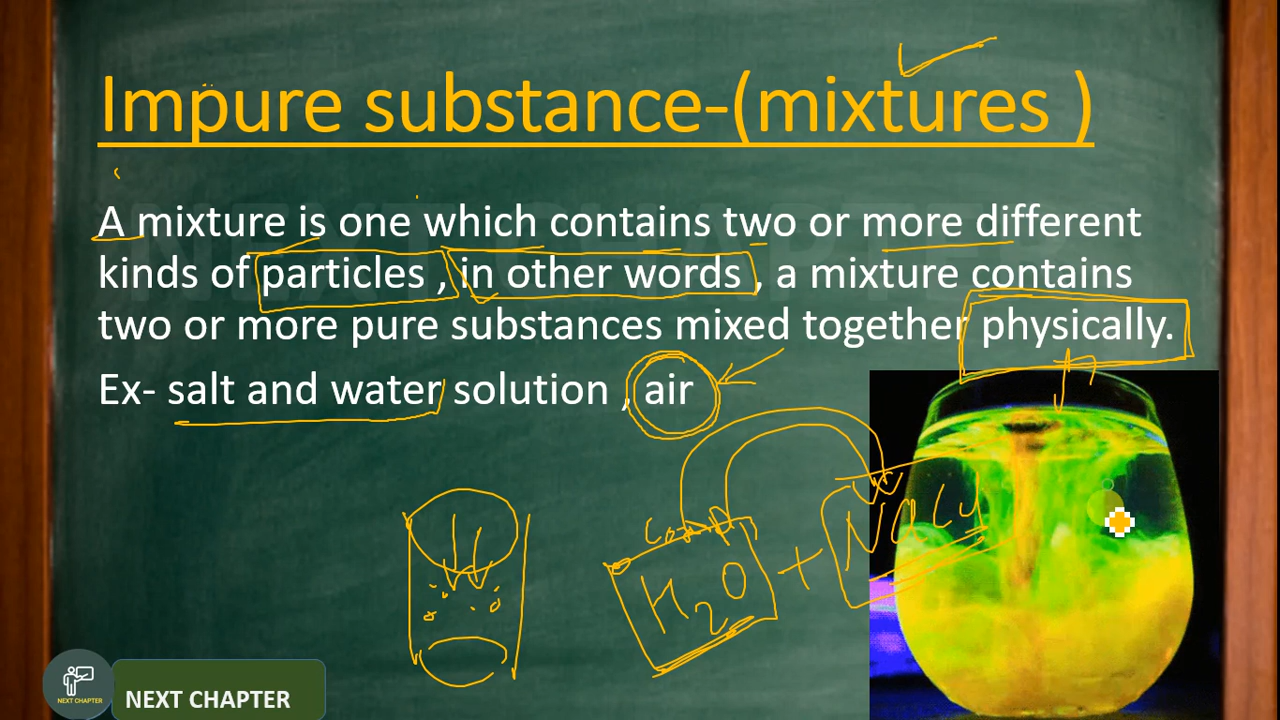 Impure substance-(mixtures )
A mixture is one which contains two or more different
kinds of particles , in other words , a mixture contains
two or more pure substances mixed together physically.
Ex- salt and water solution , air
H2O + NaCl
NEXT CHAPTER
NEXT CHAPTER